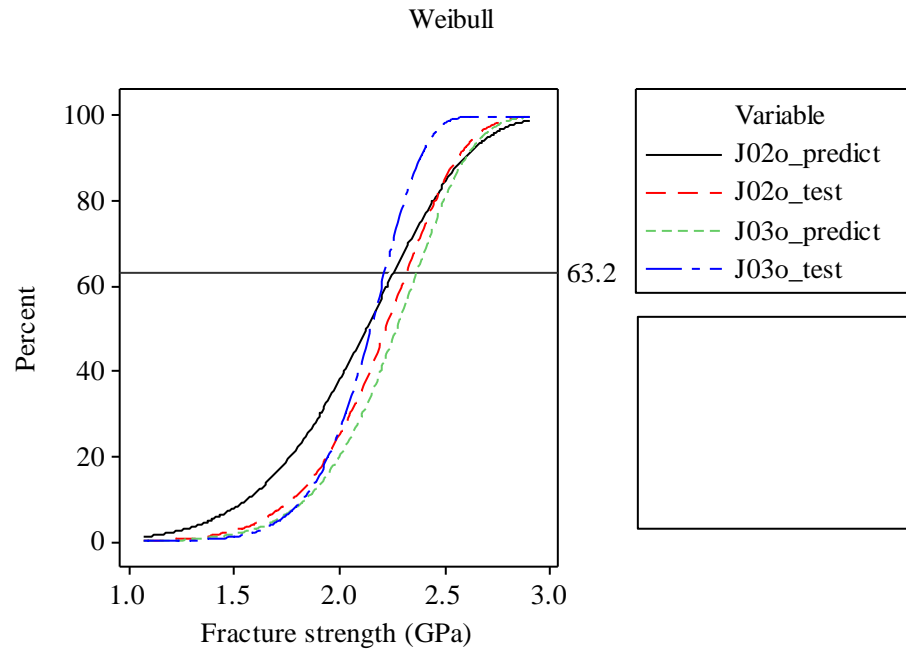 Weibull
100
80
60
40
20
0
Percent
63.2
1.0 1.5 2.0 2.5 3.0
Fracture strength (GPa)
Variable
J02o_predict
J02o_test
J03o_predict
J03o_test